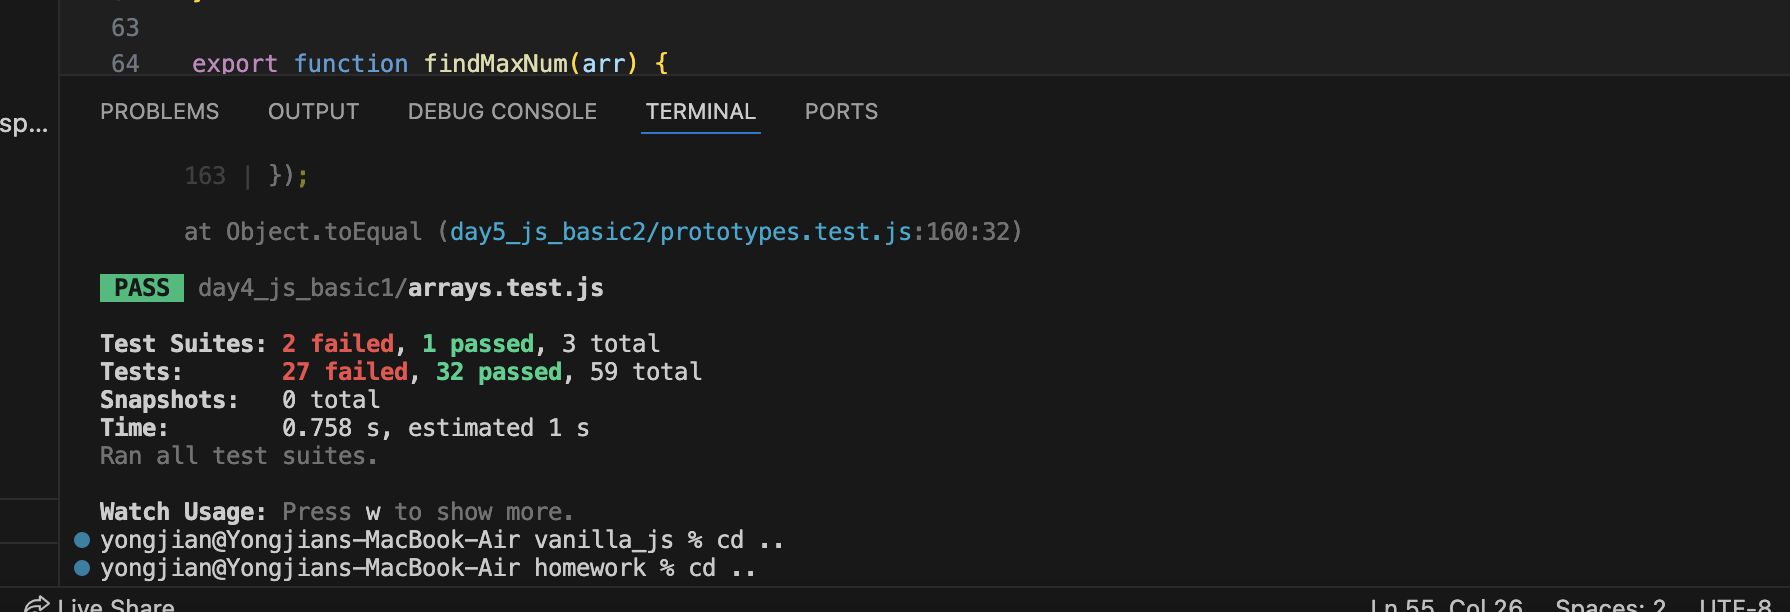 63
64 export function findMaxNum(arr) {
sp...
PROBLEMS OUTPUT DEBUG CONSOLE TERMINAL PORTS
163 | });
at Object.toEqual (day5_js_basic2/prototypes.test.js:160:32)
PASS day4_js_basic1/arrays.test.js
Test Suites: 2 failed, 1 passed, 3 total
Tests: 27 failed, 32 passed, 59 total
Snapshots: 0 total
Time: 0.758 s, estimated 1 s
Ran all test suites.
Watch Usage: Press w to show more.
yongjian@Yongjians-MacBook-Air vanilla_js % cd ..
yongjian@Yongjians-MacBook-Air homework % cd ..
Live Share Ln 55, Col 26 Spaces: 2 UTF-8